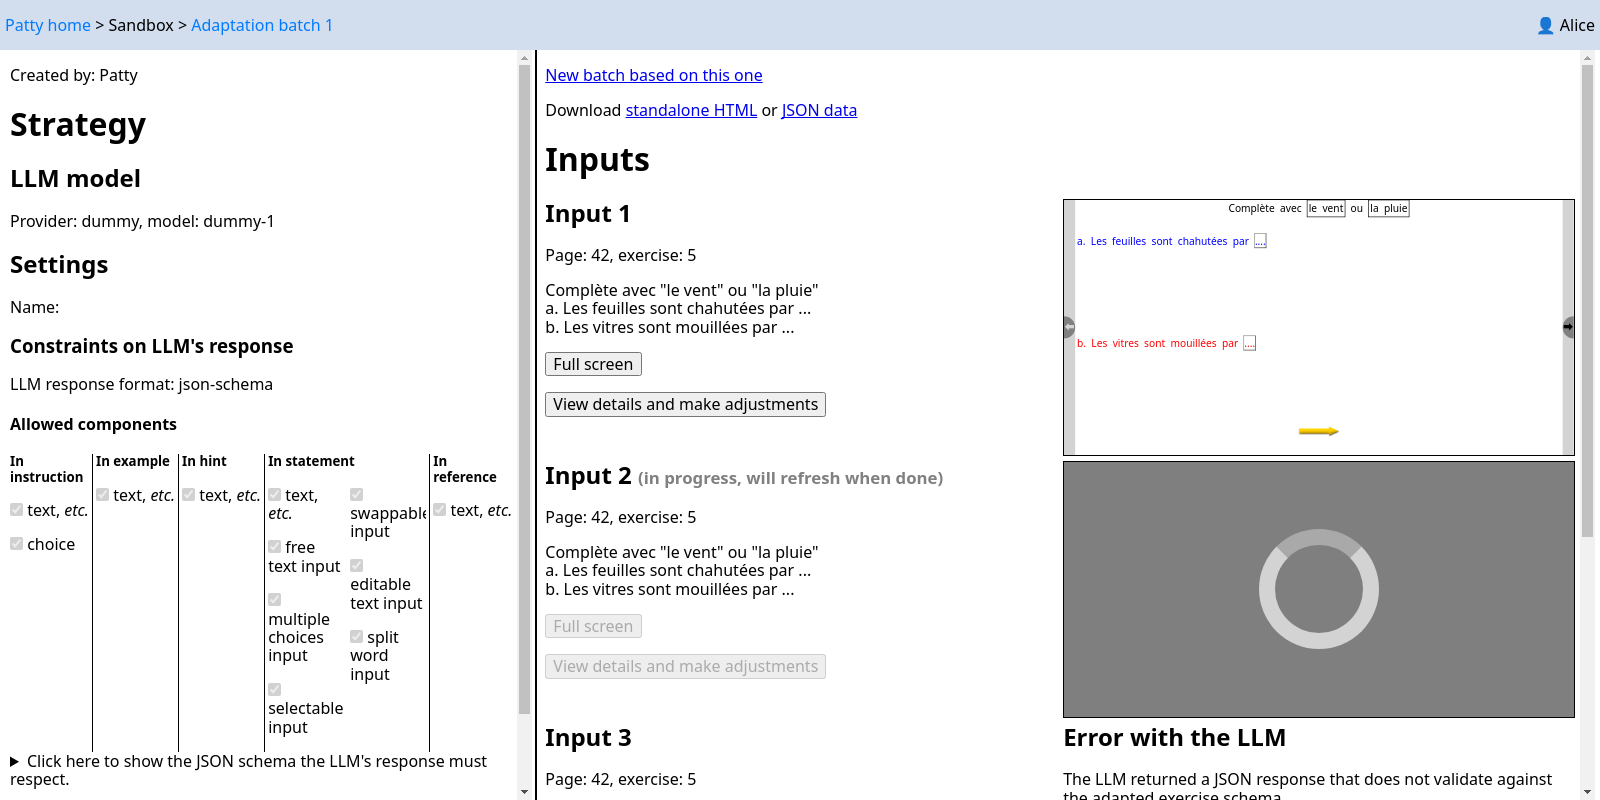 Patty home > Sandbox > Adaptation batch 1
Alice
Created by: Patty
Strategy
LLM model
Provider: dummy, model: dummy-1
Settings
Name:
Constraints on LLM's response
LLM response format: json-schema
Allowed components
In
instruction
text, etc.
choice
In example
text, etc.
In hint
text, etc.
In statement
text,
etc.
free
text input
multiple
choices
input
selectable
input
swappable
input
editable
text input
split
word
input
In
reference
text, etc.
Click here to show the JSON schema the LLM's response must
respect.
New batch based on this one
Download standalone HTML or JSON data
Inputs
Input 1
Page: 42, exercise: 5
Complète avec "le vent" ou "la pluie"
a. Les feuilles sont chahutées par ...
b. Les vitres sont mouillées par ...
Full screen
View details and make adjustments
Complète avec le vent ou la pluie
a. Les feuilles sont chahutées par ....
b. Les vitres sont mouillées par ....
Input 2 (in progress, will refresh when done)
Page: 42, exercise: 5
Complète avec "le vent" ou "la pluie"
a. Les feuilles sont chahutées par ...
b. Les vitres sont mouillées par ...
Full screen
View details and make adjustments
Input 3
Page: 42, exercise: 5
Error with the LLM
The LLM returned a JSON response that does not validate against
the adapted exercise schema.